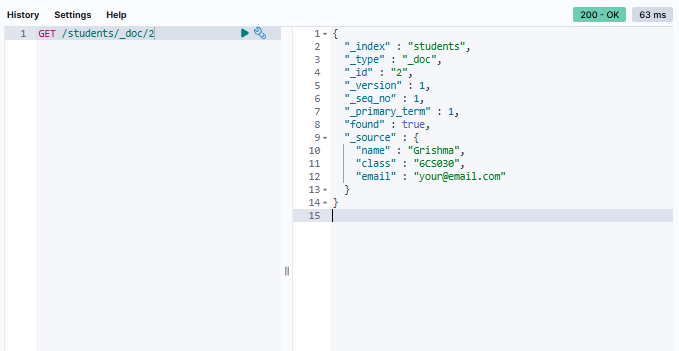 History Settings Help
200 - OK 63 ms
1 GET /students/_doc/2
1 {
2 "_index" : "students",
3 "_type" : "_doc",
4 "_id" : "2",
5 "_version" : 1,
6 "_seq_no" : 1,
7 "_primary_term" : 1,
8 "found" : true,
9 "_source" : {
10 "name" : "Grishma",
11 "class" : "6CS030",
12 "email" : "your@email.com"
13 }
14 }
15